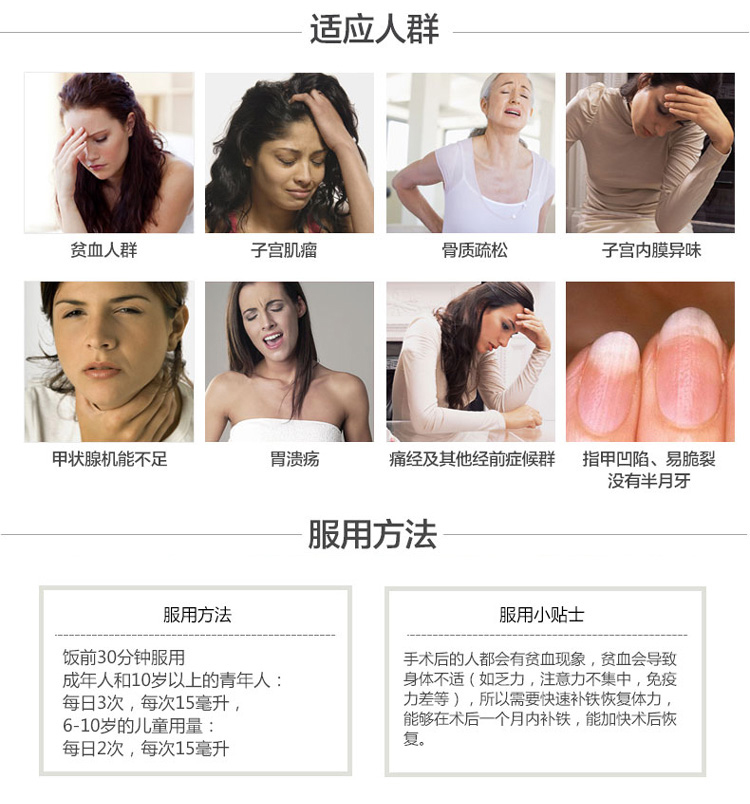 适应人群
贫血人群
子宫肌瘤
骨质疏松
子宫内膜异味
甲状腺机能不足
胃溃疡
痛经及其他经前症候群
指甲凹陷、易脆裂
没有半月牙
服用方法
服用方法
饭前30分钟服用
成年人和10岁以上的青年人：
每日3次，每次15毫升，
6-10岁的儿童用量：
每日2次，每次15毫升
服用小贴士
手术后的人都会有贫血现象，贫血会导致
身体不适（如乏力，注意力不集中，免疫
力差等），所以需要快速补铁恢复体力，
能够在术后一个月内补铁，能加快术后恢
复。